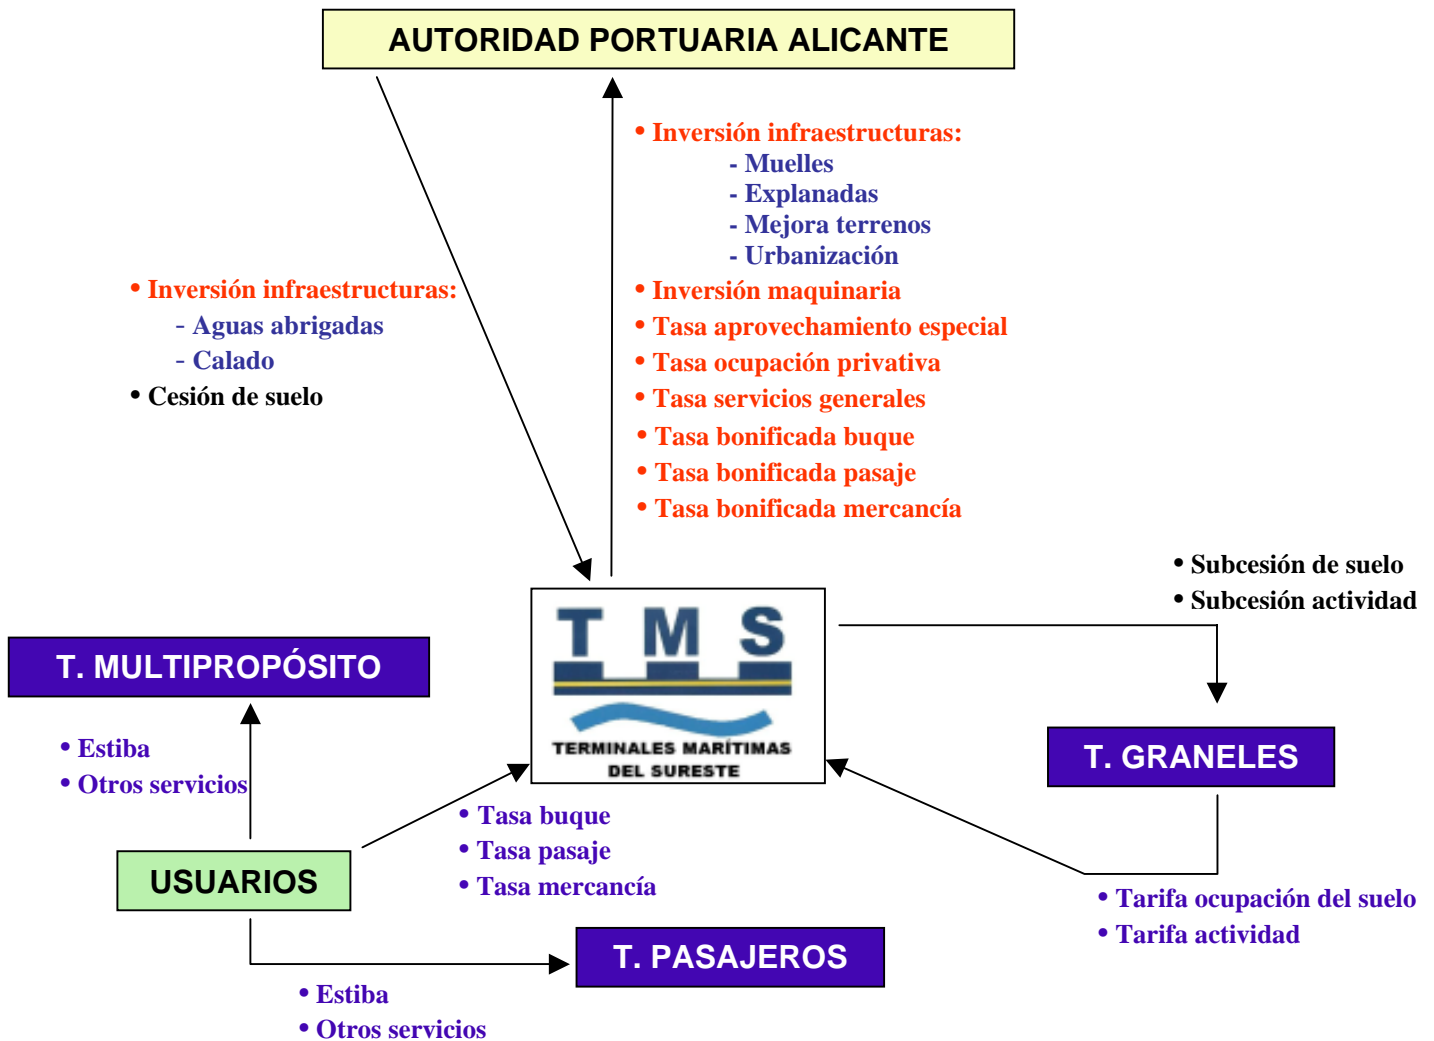 AUTORIDAD PORTUARIA ALICANTE
• Inversión infraestructuras:
- Muelles
- Explanadas
- Mejora terrenos
- Urbanización
• Inversión maquinaria
• Tasa aprovechamiento especial
• Tasa ocupación privativa
• Tasa servicios generales
• Tasa bonificada buque
• Tasa bonificada pasaje
• Tasa bonificada mercancía
• Inversión infraestructuras:
- Aguas abrigadas
- Calado
• Cesión de suelo
• Subcesión de suelo
• Subcesión actividad
TMS
TERMINALES MARÍTIMAS
DEL SURESTE
T. MULTIPROPÓSITO
• Estiba
• Otros servicios
T. GRANELES
• Tasa buque
• Tasa pasaje
• Tasa mercancía
USUARIOS
• Tarifa ocupación del suelo
• Tarifa actividad
T. PASAJEROS
• Estiba
• Otros servicios